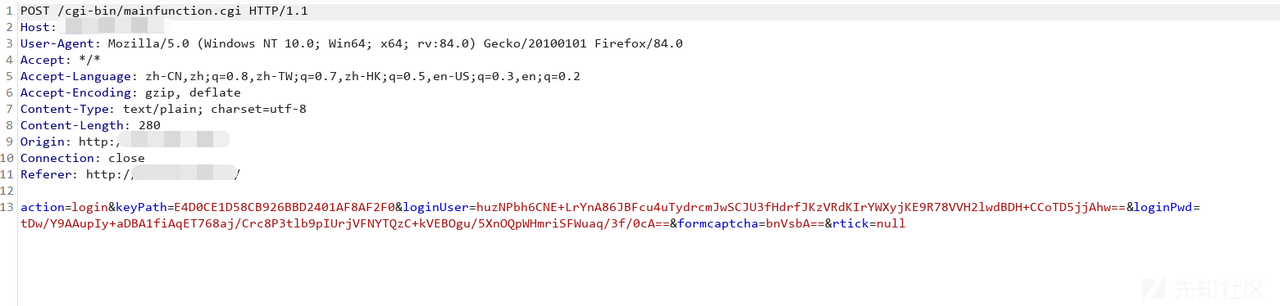 1 POST /cgi-bin/mainfunction.cgi HTTP/1.1
2 Host:
3 User-Agent: Mozilla/5.0 (Windows NT 10.0; Win64; x64; rv:84.0) Gecko/20100101 Firefox/84.0
4 Accept: */*
5 Accept-Language: zh-CN,zh;q=0.8,zh-TW;q=0.7,zh-HK;q=0.5,en-US;q=0.3,en;q=0.2
6 Accept-Encoding: gzip, deflate
7 Content-Type: text/plain; charset=utf-8
8 Content-Length: 280
9 Origin: http:/
10 Connection: close
11 Referer: http:/ /
12
13 action=login&keyPath=E4D0CE1D58CB926BBD2401AF8AF2F0&loginUser=huzNPbh6CNE+LrYnA86JBFcu4uTydrcmJwSCJU3fHdrfJKzVRdKIrYWXyjKE9R78VVH2lwdBDH+CCoTD5jjAhw==&loginPwd=
tDw/Y9AAupIy+aDBA1fiAqET768aj/Crc8P3tlb9pIUrjVFNYTQzC+kVEBOgu/5XnOQpWHmriSFWuaq/3f/0cA==&formcaptcha=bnVsbA==&rtick=null
先知社区